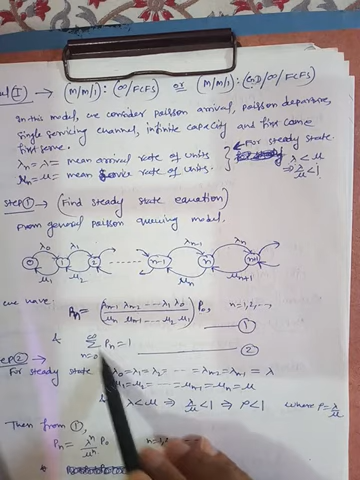 (I) → (M/M/1): (∞/FCFS) or (M/M/1): (GD/∞/FCFS)
In this model, we consider poisson arrival, poisson departure,
single servicing channel, infinite capacity and first come
first serve.
For steady state.
λn = λ = mean arrival rate of units
λ < μ
μn = μ = mean service rate of units.
⇒ λ/μ < 1
Step ① → (Find steady state equation)
From general poisson queuing model,
λ0 λ1 λn-1 λn
0 1 2 n-1 n n+1
μ1 μ2 μn μn+1
we have
Pn = (λn-1 λn-2 ---- λ1 λ0 / μn μn-1 ---- μ2 μ1) P0, n=1,2,--
①
& ∞ Σ n=0 Pn = 1 ②
Step ② →
For steady state λ0 = λ1 = λ2 = --- = λn-2 = λn-1 = λ
μ1 = μ2 = ---- = μn-1 = μn = μ
λ < μ ⇒ λ/μ < 1 ⇒ ρ < 1 where ρ = λ/μ
Then from ①,
Pn = λ^n/μ^n P0